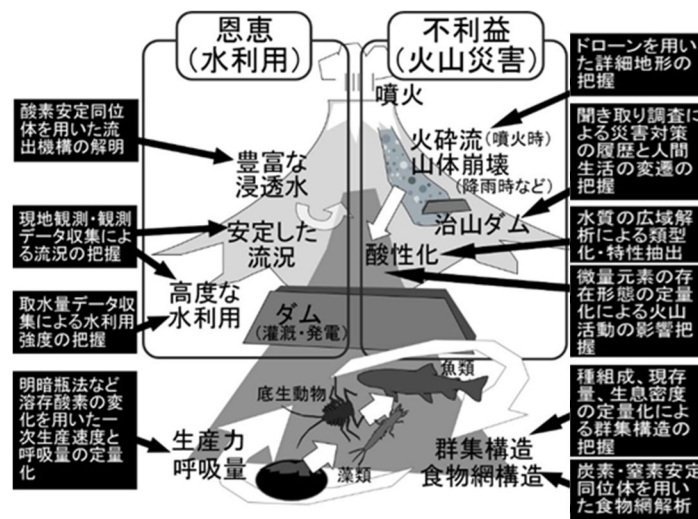 恩恵
(水利用)
不利益
(火山災害)
噴火
豊富な
浸透水
安定した
流況
高度な
水利用
火砕流(噴火時)
山体崩壊
(降雨時など)
治山ダム
酸性化
ダム
(灌漑・発電)
魚類
底生動物
藻類
生産力
呼吸量
群集構造
食物網構造
酸素安定同位
体を用いた流
出機構の解明
現地観測・観測
データ収集によ
る流況の把握
取水量データ収
集による水利用
強度の把握
明暗瓶法など
溶存酸素の変
化を用いた一
次生産速度と
呼吸量の定量
化
ドローンを用い
た詳細地形の
把握
聞き取り調査に
よる災害対策
の履歴と人間
生活の変遷の
把握
水質の広域解
析による類型
化・特性抽出
微量元素の存
在形態の定量
化による火山
活動の影響把
握
種組成、現存
量、生息密度
の定量化によ
る群集構造の
把握
炭素・窒素安定
同位体を用い
た食物網解析